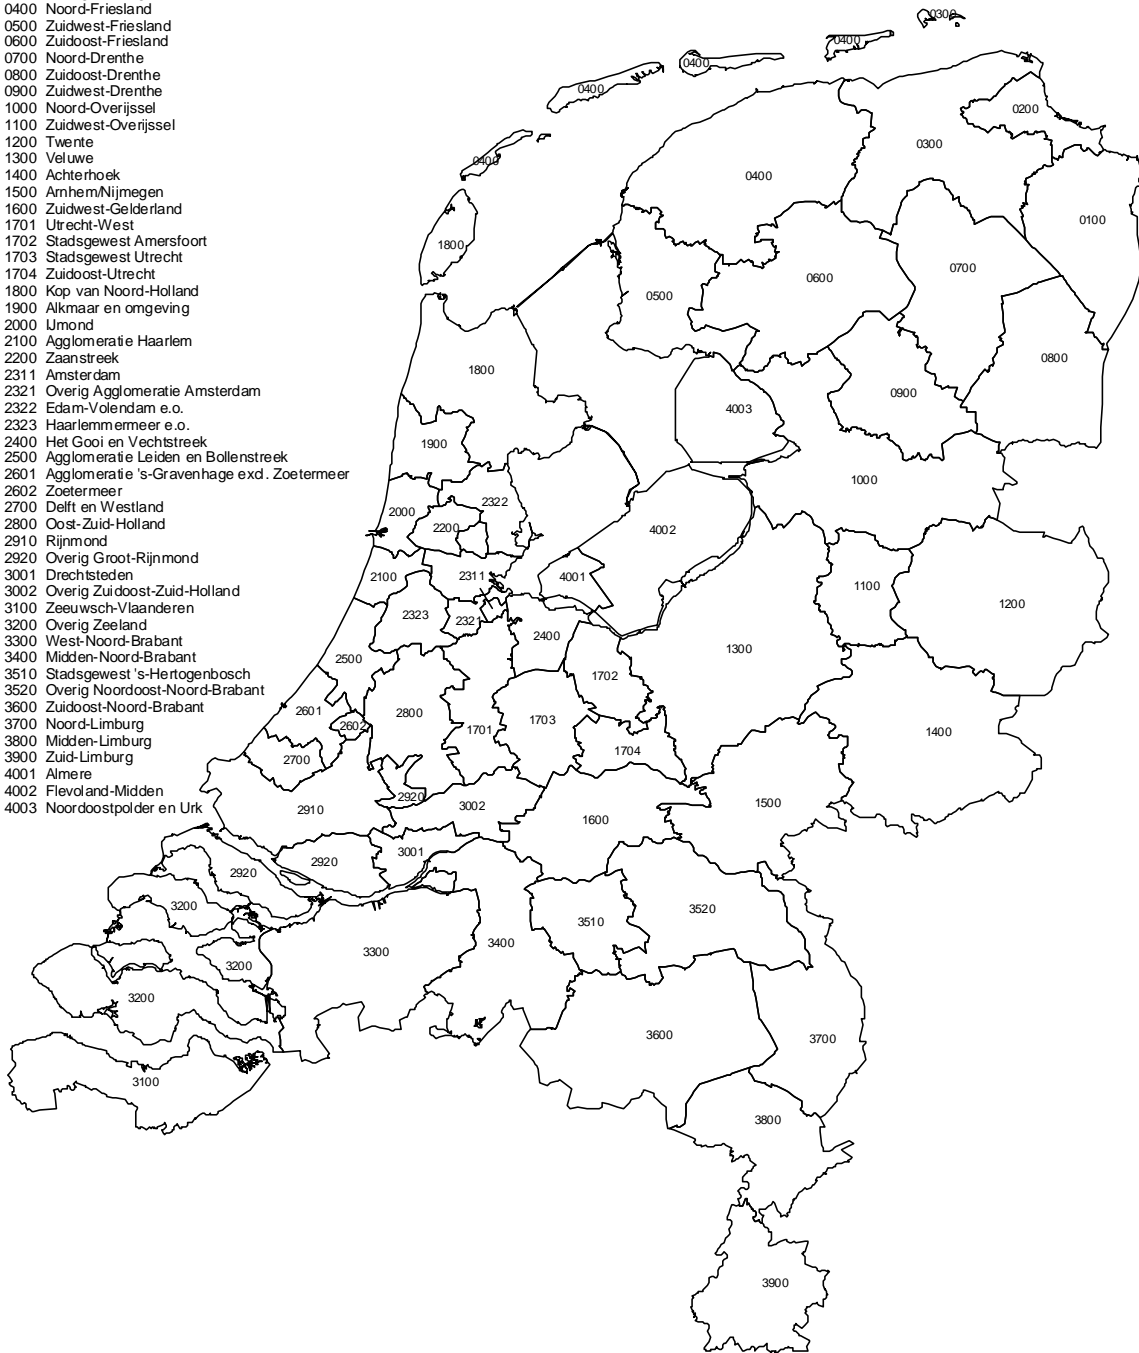 0400 Noord-Friesland
0500 Zuidwest-Friesland
0600 Zuidoost-Friesland
0700 Noord-Drenthe
0800 Zuidoost-Drenthe
0900 Zuidwest-Drenthe
1000 Noord-Overijssel
1100 Zuidwest-Overijssel
1200 Twente
1300 Veluwe
1400 Achterhoek
1500 Arnhem/Nijmegen
1600 Zuidwest-Gelderland
1701 Utrecht-West
1702 Stadsgewest Amersfoort
1703 Stadsgewest Utrecht
1704 Zuidoost-Utrecht
1800 Kop van Noord-Holland
1900 Alkmaar en omgeving
2000 IJmond
2100 Agglomeratie Haarlem
2200 Zaanstreek
2311 Amsterdam
2321 Overig Agglomeratie Amsterdam
2322 Edam-Volendam e.o.
2323 Haarlemmermeer e.o.
2400 Het Gooi en Vechtstreek
2500 Agglomeratie Leiden en Bollenstreek
2601 Agglomeratie 's-Gravenhage excl. Zoetermeer
2602 Zoetermeer
2700 Delft en Westland
2800 Oost-Zuid-Holland
2910 Rijnmond
2920 Overig Groot-Rijnmond
3001 Drechtsteden
3002 Overig Zuidoost-Zuid-Holland
3100 Zeeuwsch-Vlaanderen
3200 Overig Zeeland
3300 West-Noord-Brabant
3400 Midden-Noord-Brabant
3510 Stadsgewest 's-Hertogenbosch
3520 Overig Noordoost-Noord-Brabant
3600 Zuidoost-Noord-Brabant
3700 Noord-Limburg
3800 Midden-Limburg
3900 Zuid-Limburg
4001 Almere
4002 Flevoland-Midden
4003 Noordoostpolder en Urk
0300
0400
0400
0400
0200
0300
0400
0400
0100
1800
0700
0600
0500
0800
1800
0900
4003
1900
1000
2322
2000
2200
4002
2100
2311
4001
1100
1200
2323
2321
2400
1300
2500
1702
2601
2602
2800
1701
1703
1400
1704
2700
2920
3002
1500
2910
1600
3001
2920
2920
3200
3520
3510
3400
3300
3200
3200
3600
3700
3100
3800
3900